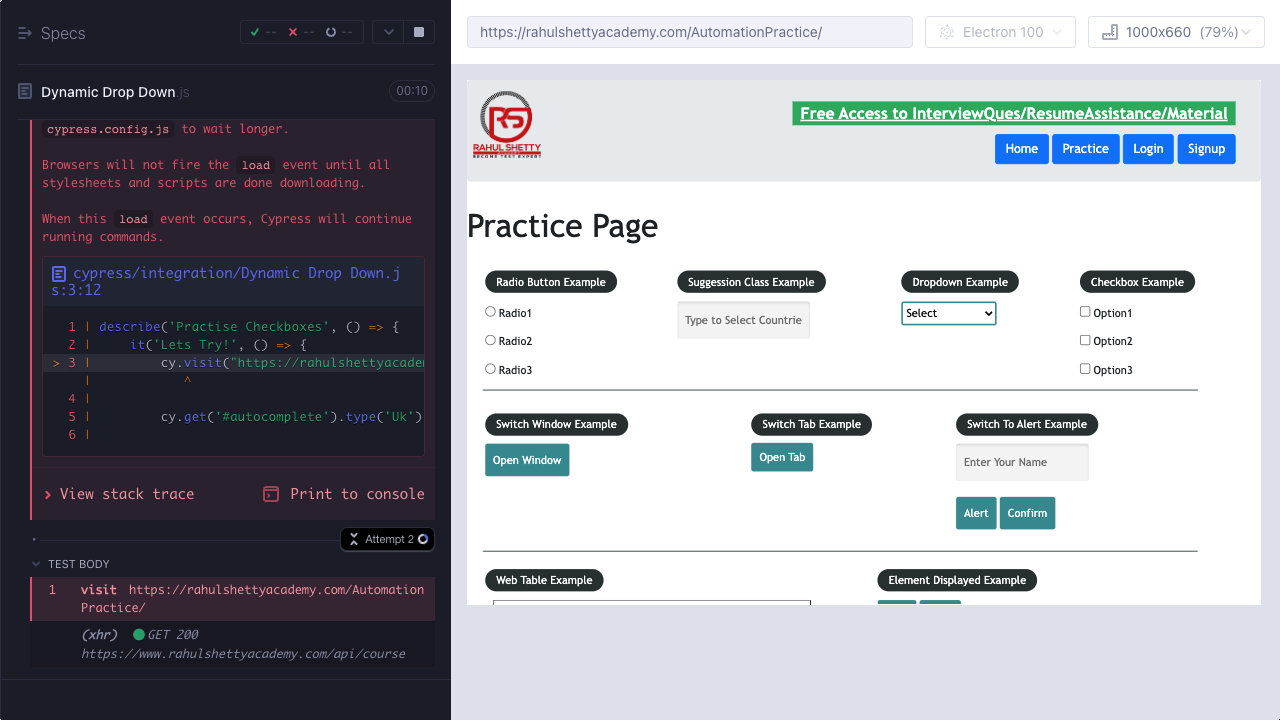 Specs
-- -- --
Dynamic Drop Down.js
00:10
cypress.config.js to wait longer.
Browsers will not fire the load event until all
stylesheets and scripts are done downloading.
When this load event occurs, Cypress will continue
running commands.
cypress/integration/Dynamic Drop Down.j
s:3:12
1 | describe('Practise Checkboxes', () => {
2 | it('Lets Try!', () => {
> 3 | cy.visit("https://rahulshettyacader
| ^
4 |
5 | cy.get('#autocomplete').type('Uk')
6 |
View stack trace
Print to console
Attempt 2
TEST BODY
1 visit https://rahulshettyacademy.com/Automation
Practice/
(xhr) GET 200
https://www.rahulshettyacademy.com/api/course
https://rahulshettyacademy.com/AutomationPractice/
Electron 100
1000x660 (79%)
RS
RAHUL SHETTY
ACADEMY
BECOME TEST EXPERT
Free Access to InterviewQues/ResumeAssistance/Material
Home Practice Login Signup
Practice Page
Radio Button Example
Radio1
Radio2
Radio3
Suggession Class Example
Type to Select Countrie
Dropdown Example
Select
Checkbox Example
Option1
Option2
Option3
Switch Window Example
Open Window
Switch Tab Example
Open Tab
Switch To Alert Example
Enter Your Name
Alert Confirm
Web Table Example
Element Displayed Example